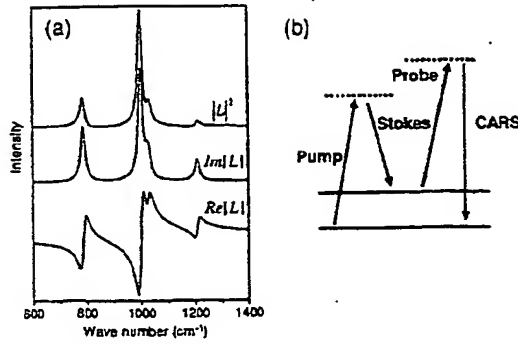 (a)
|L|²
Im|L|
Re|L|
Intensity
600 800 1000 1200 1400
Wave number (cm⁻¹)
(b)
Probe
Stokes
CARS
Pump